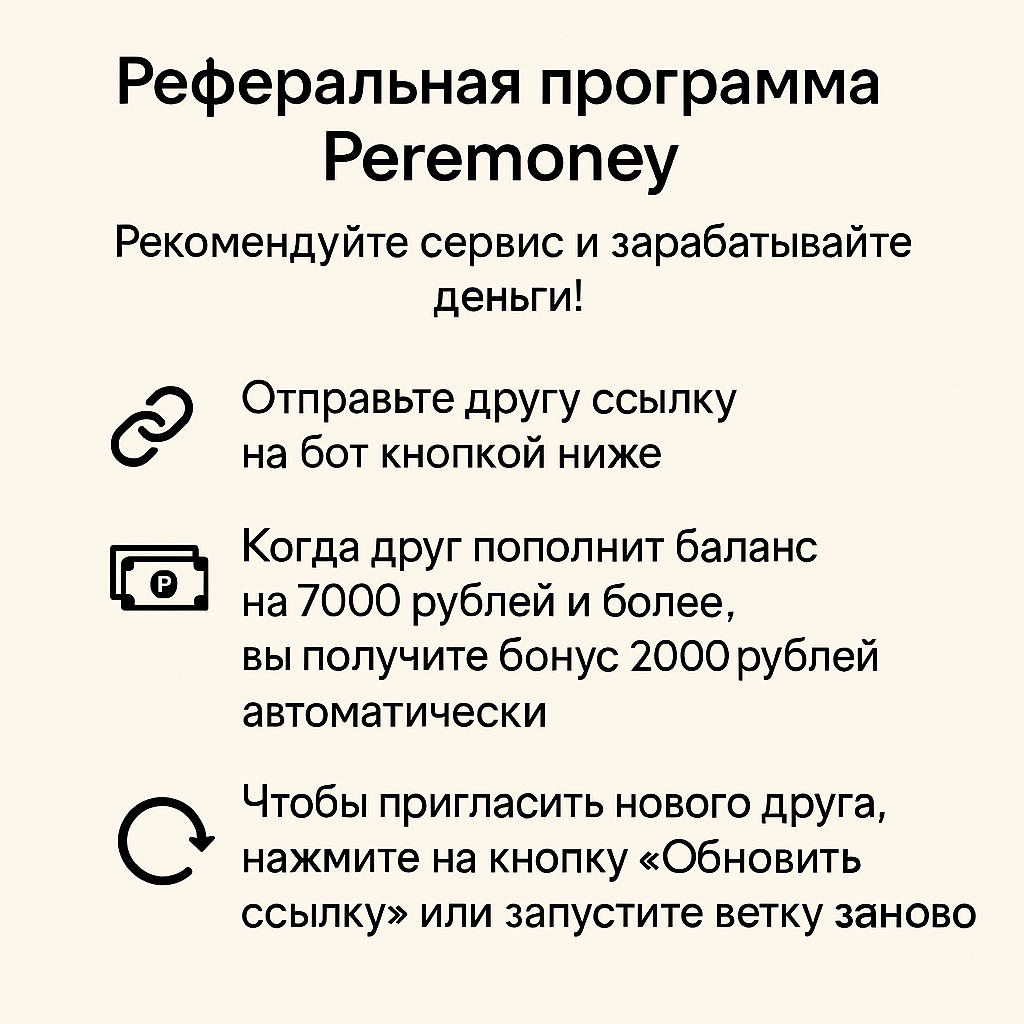 Реферальная программа
Peremoney
Рекомендуйте сервис и зарабатывайте
деньги!
Отправьте другу ссылку
на бот кнопкой ниже
Р
Когда друг пополнит баланс
на 7000 рублей и более,
вы получите бонус 2000 рублей
автоматически
Чтобы пригласить нового друга,
нажмите на кнопку «Обновить
ссылку» или запустите ветку заново